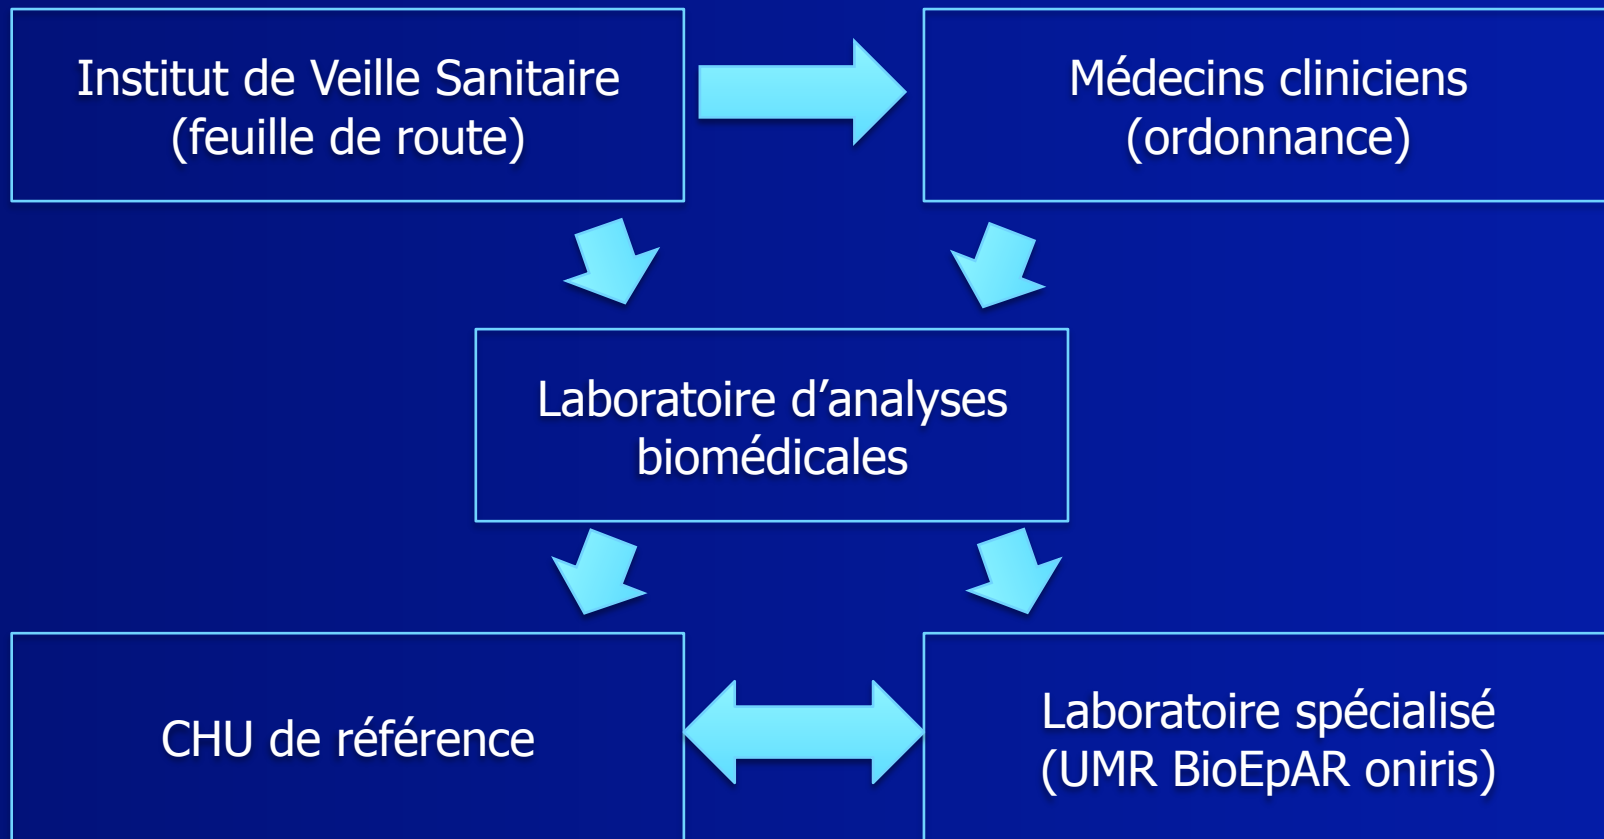 Institut de Veille Sanitaire
(feuille de route)
Médecins cliniciens
(ordonnance)
Laboratoire d’analyses
biomédicales
CHU de référence
Laboratoire spécialisé
(UMR BioEpAR oniris)